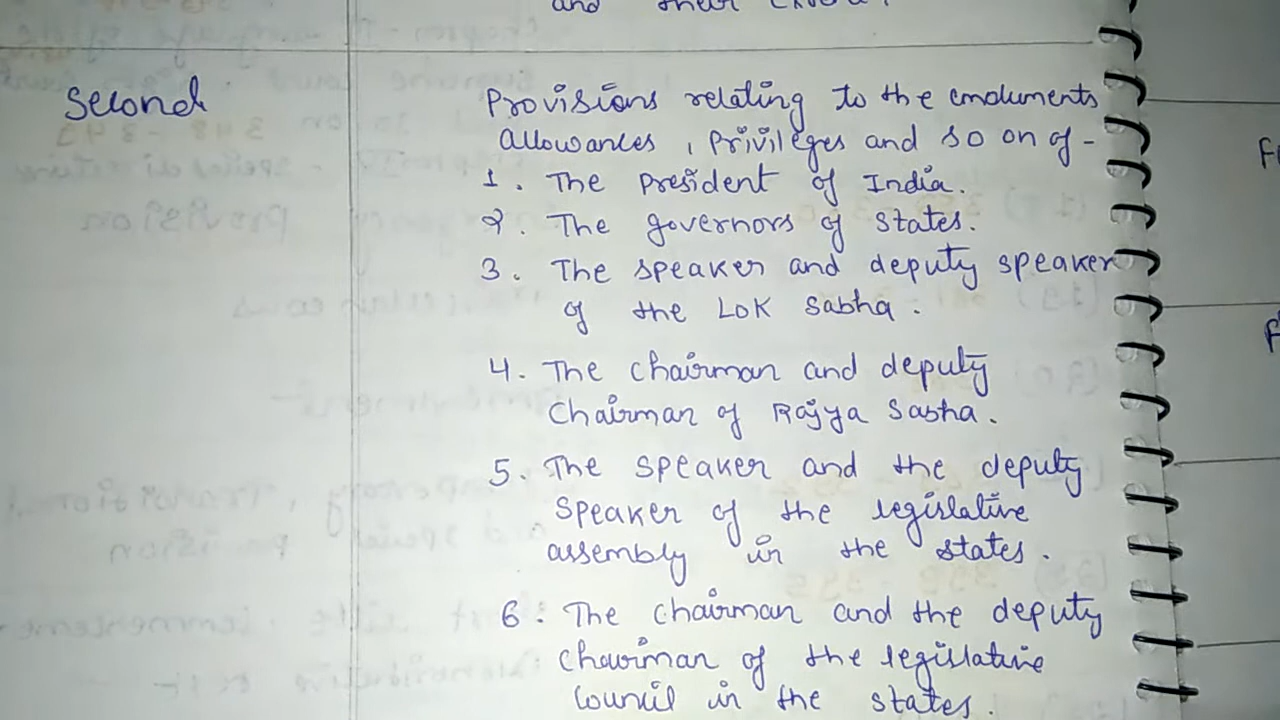 and their extent.
Second
Provisions relating to the emoluments
allowances, privileges and so on of -
1. The President of India.
2. The governors of states.
3. The speaker and deputy speaker
of the Lok Sabha.
4. The chairman and deputy
chairman of Rajya Sabha.
5. The speaker and the deputy
speaker of the legislative
assembly in the states.
6. The chairman and the deputy
chairman of the legislative
council in the states.